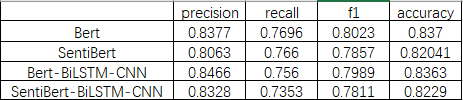 precision recall f1 accuracy
Bert 0.8377 0.7696 0.8023 0.837
SentiBert 0.8063 0.766 0.7857 0.82041
Bert-BiLSTM-CNN 0.8466 0.756 0.7989 0.8363
SentiBert-BiLSTM-CNN 0.8328 0.7353 0.7811 0.8229